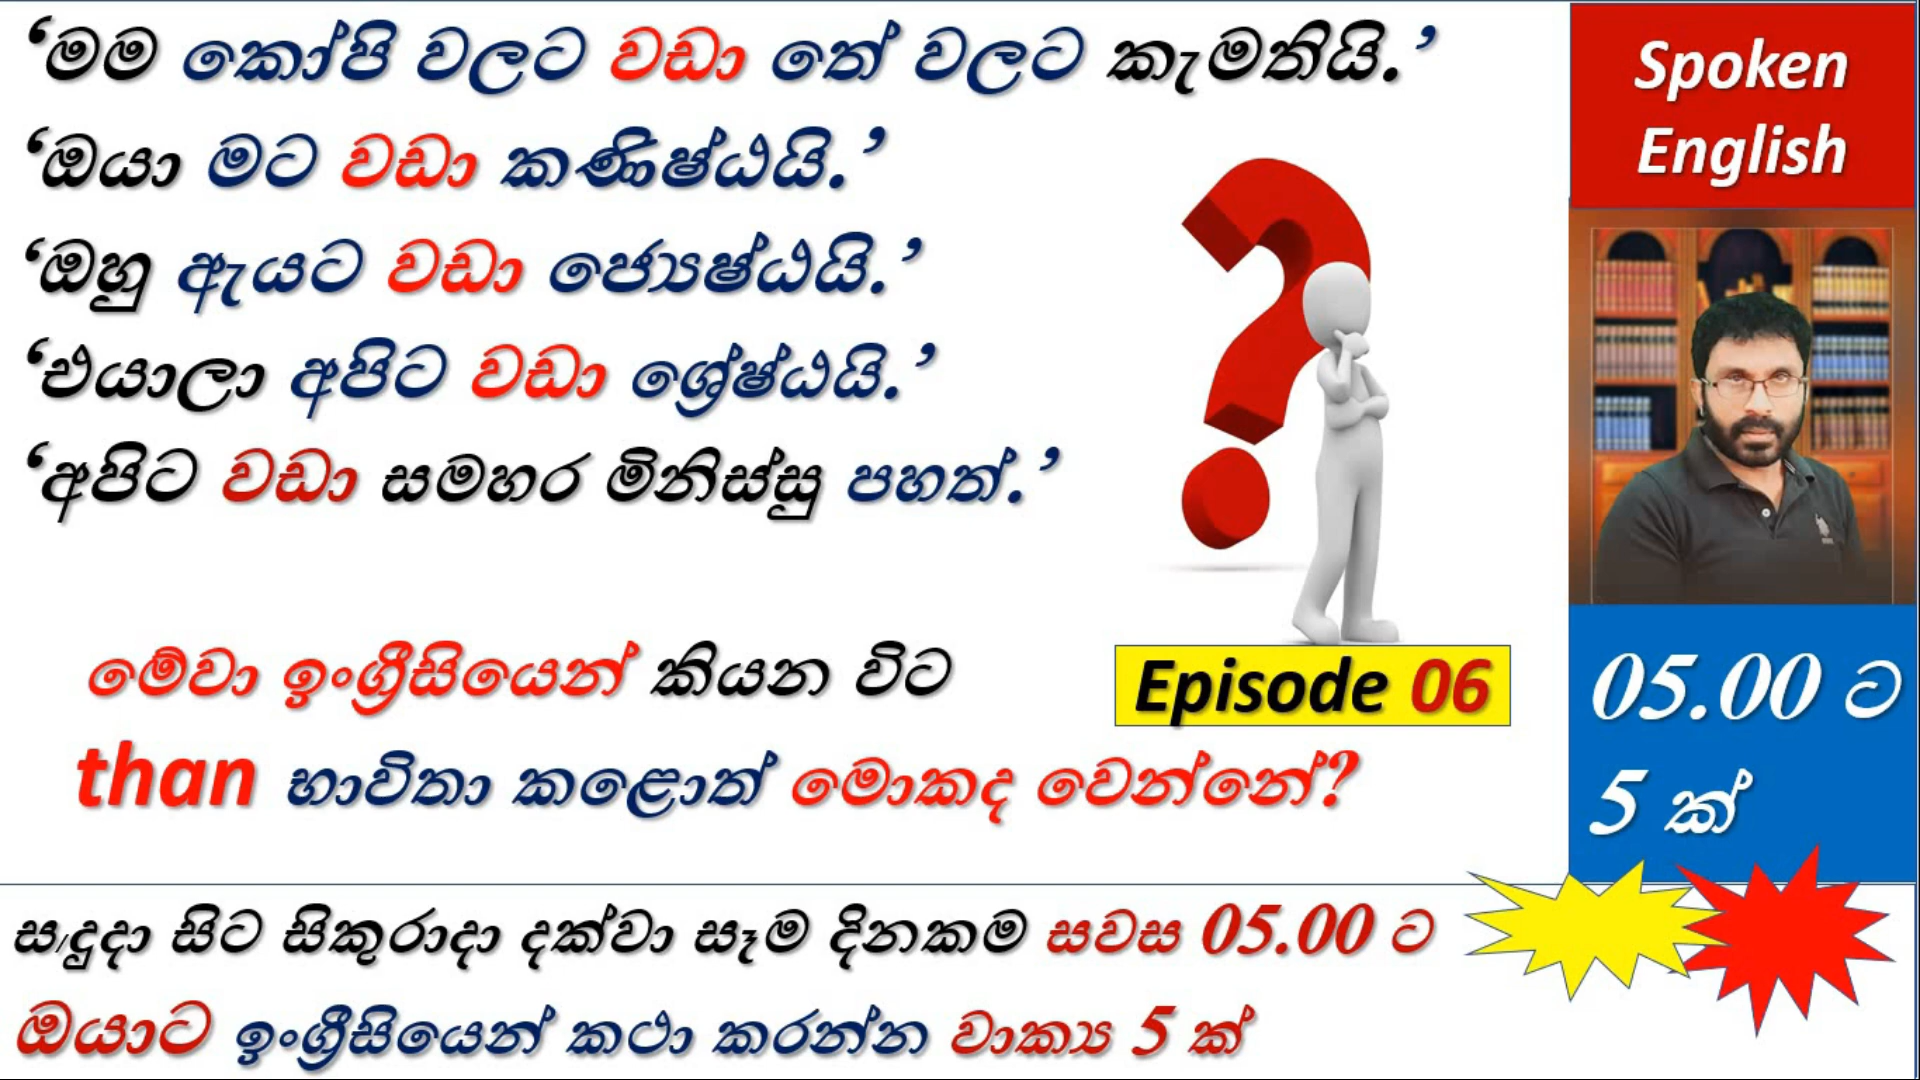 ‘මම කෝපි වලට වඩා තේ වලට කැමතියි.’
‘ඔයා මට වඩා කණිෂ්ඨයි.’
‘ඔහු ඇයට වඩා ජ්‍යෙෂ්ඨයි.’
‘එයාලා අපිට වඩා ශ්‍රේෂ්ඨයි.’
‘අපිට වඩා සමහර මිනිස්සු පහත්.’
මේවා ඉංග්‍රීසියෙන් කියන විට
than භාවිතා කළොත් මොකද වෙන්නේ?
Episode 06
Spoken
English
05.00 ට
5 ක්
සඳුදා සිට සිකුරාදා දක්වා සෑම දිනකම සවස 05.00 ට
ඔයාට ඉංග්‍රීසියෙන් කථා කරන්න වාක්‍ය 5 ක්